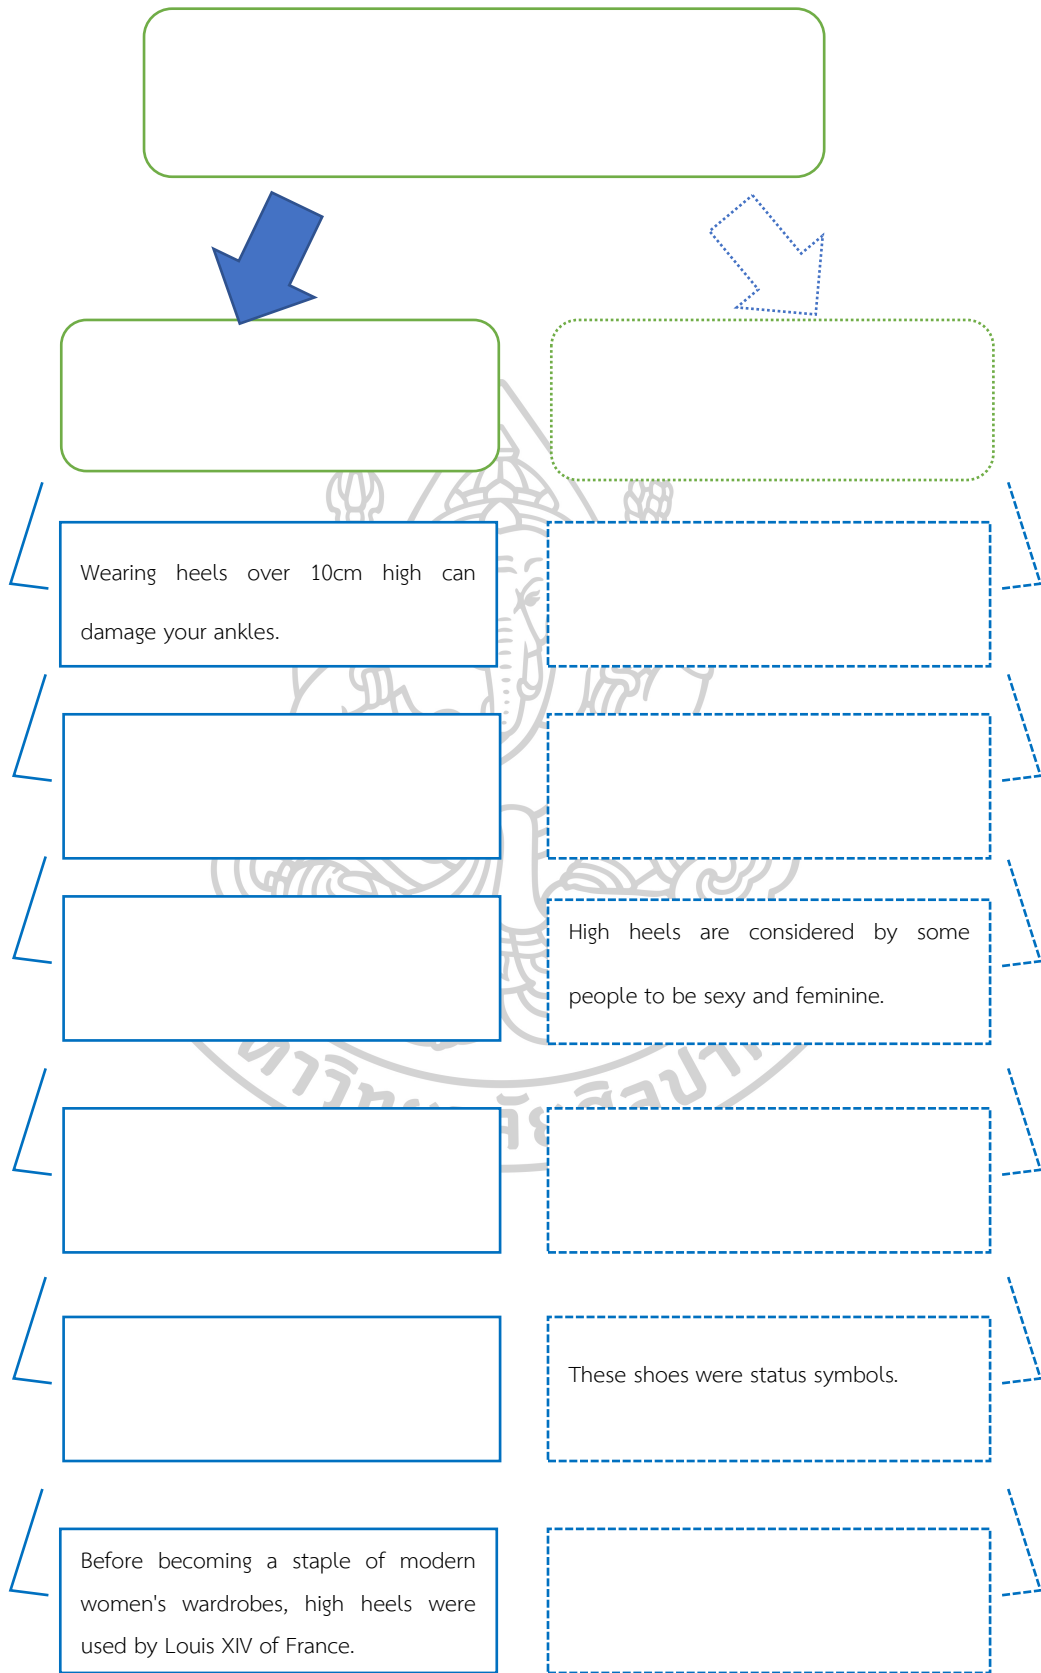 Wearing heels over 10cm high can
damage your ankles.
High heels are considered by some
people to be sexy and feminine.
These shoes were status symbols.
Before becoming a staple of modern
women's wardrobes, high heels were
used by Louis XIV of France.